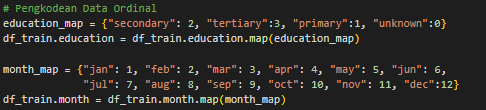 # Pengkodean Data Ordinal
education_map = {"secondary": 2, "tertiary":3, "primary":1, "unknown":0}
df_train.education = df_train.education.map(education_map)
month_map = {"jan": 1, "feb": 2, "mar": 3, "apr": 4, "may": 5, "jun": 6,
"jul": 7, "aug": 8, "sep": 9, "oct": 10, "nov": 11, "dec":12}
df_train.month = df_train.month.map(month_map)